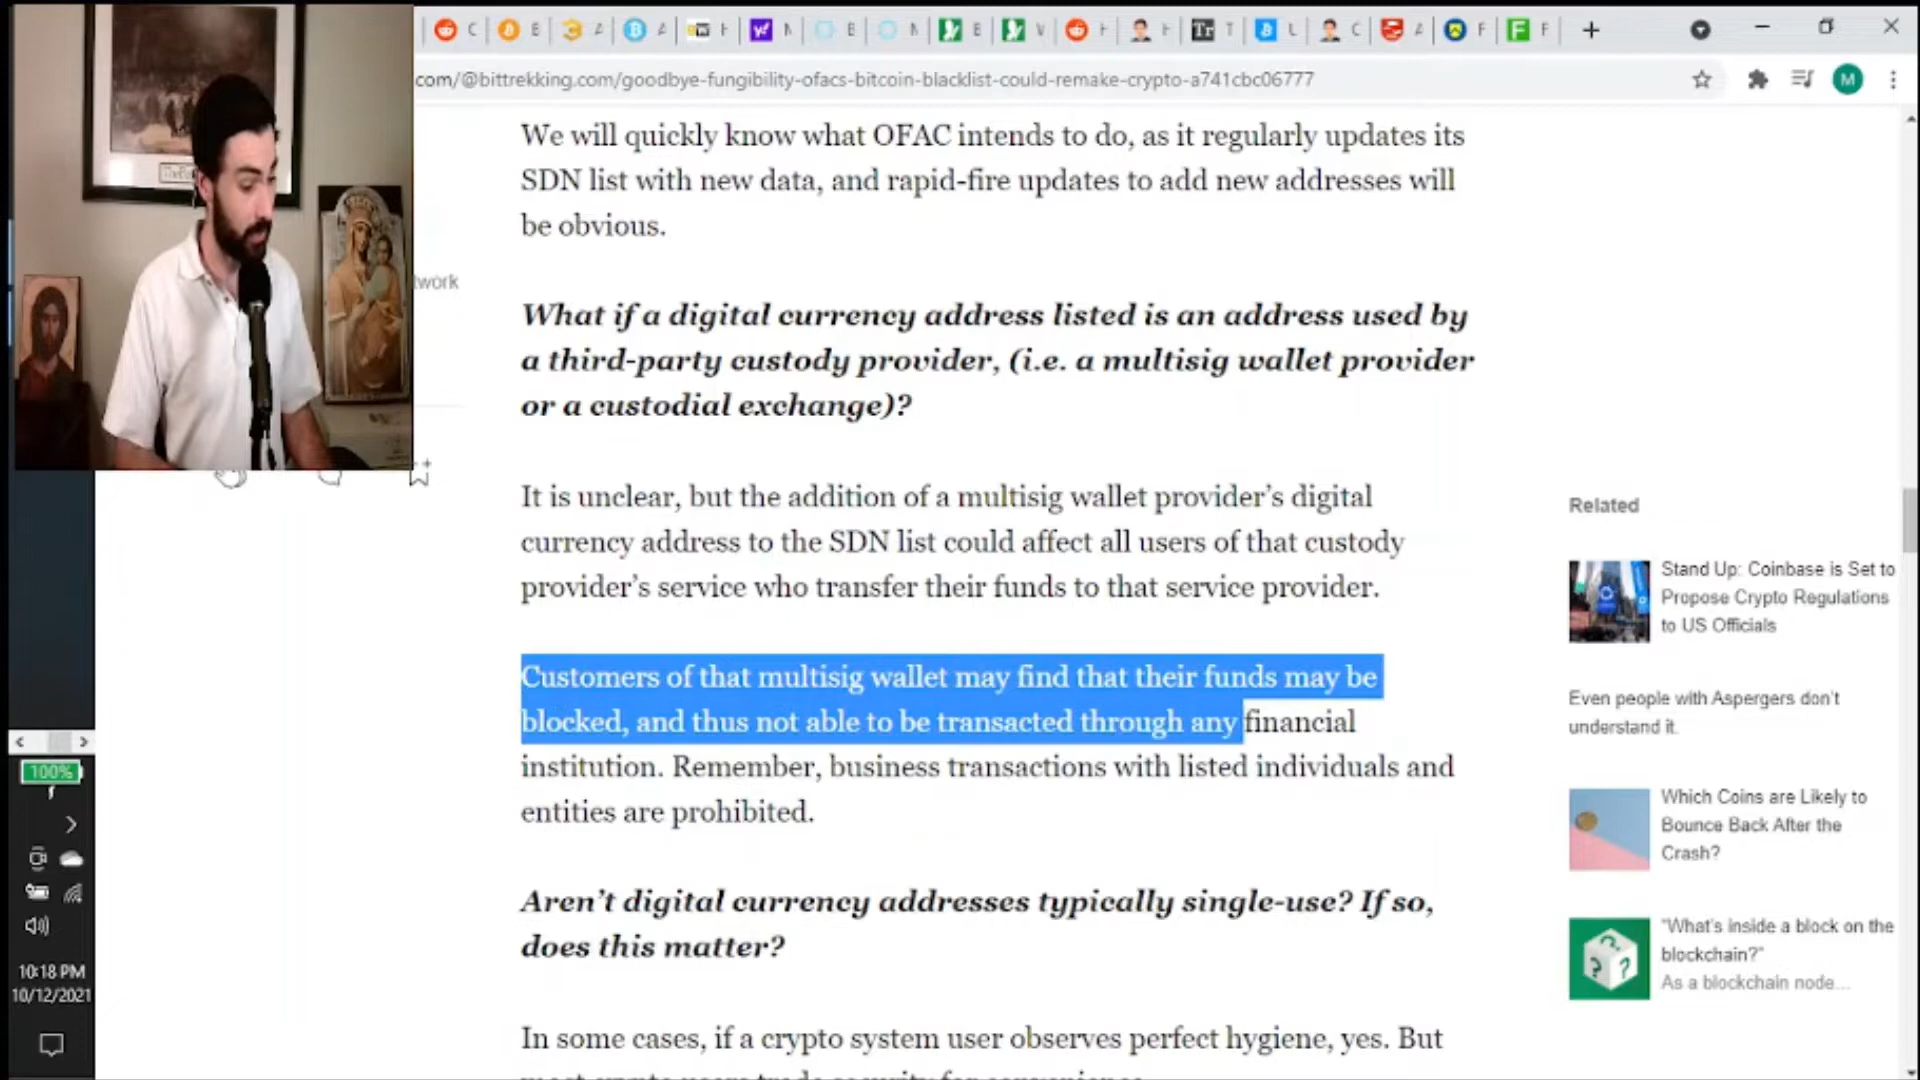 com/@bittrekking.com/goodbye-fungibility-ofacs-bitcoin-blacklist-could-remake-crypto-a741cbc06777
M
We will quickly know what OFAC intends to do, as it regularly updates its
SDN list with new data, and rapid-fire updates to add new addresses will
be obvious.
twork
What if a digital currency address listed is an address used by
a third-party custody provider, (i.e. a multisig wallet provider
or a custodial exchange)?
It is unclear, but the addition of a multisig wallet provider’s digital
currency address to the SDN list could affect all users of that custody
provider’s service who transfer their funds to that service provider.
Customers of that multisig wallet may find that their funds may be
blocked, and thus not able to be transacted through any financial
institution. Remember, business transactions with listed individuals and
entities are prohibited.
Aren’t digital currency addresses typically single-use? If so,
does this matter?
In some cases, if a crypto system user observes perfect hygiene, yes. But
Related
Stand Up: Coinbase is Set to
Propose Crypto Regulations
to US Officials
Even people with Aspergers don’t
understand it.
Which Coins are Likely to
Bounce Back After the
Crash?
“What’s inside a block on the
blockchain?”
As a blockchain node...
100%
10:18 PM
10/12/2021